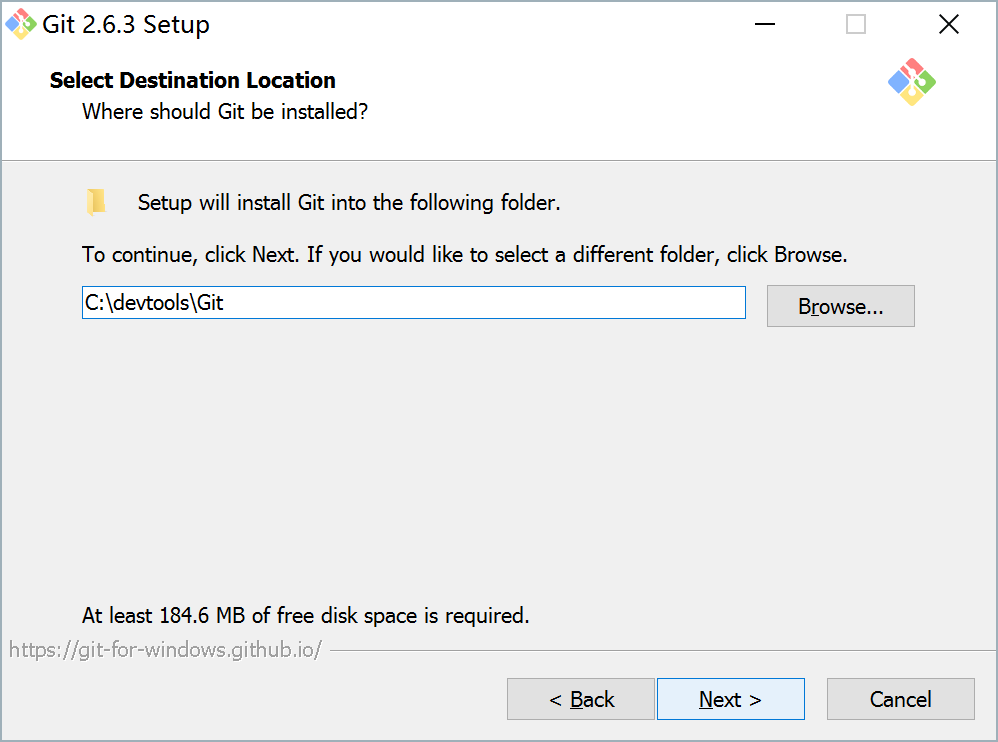 Git 2.6.3 Setup
Select Destination Location
Where should Git be installed?
Setup will install Git into the following folder.
To continue, click Next. If you would like to select a different folder, click Browse.
C:\devtools\Git
Browse...
At least 184.6 MB of free disk space is required.
https://git-for-windows.github.io/
< Back
Next >
Cancel